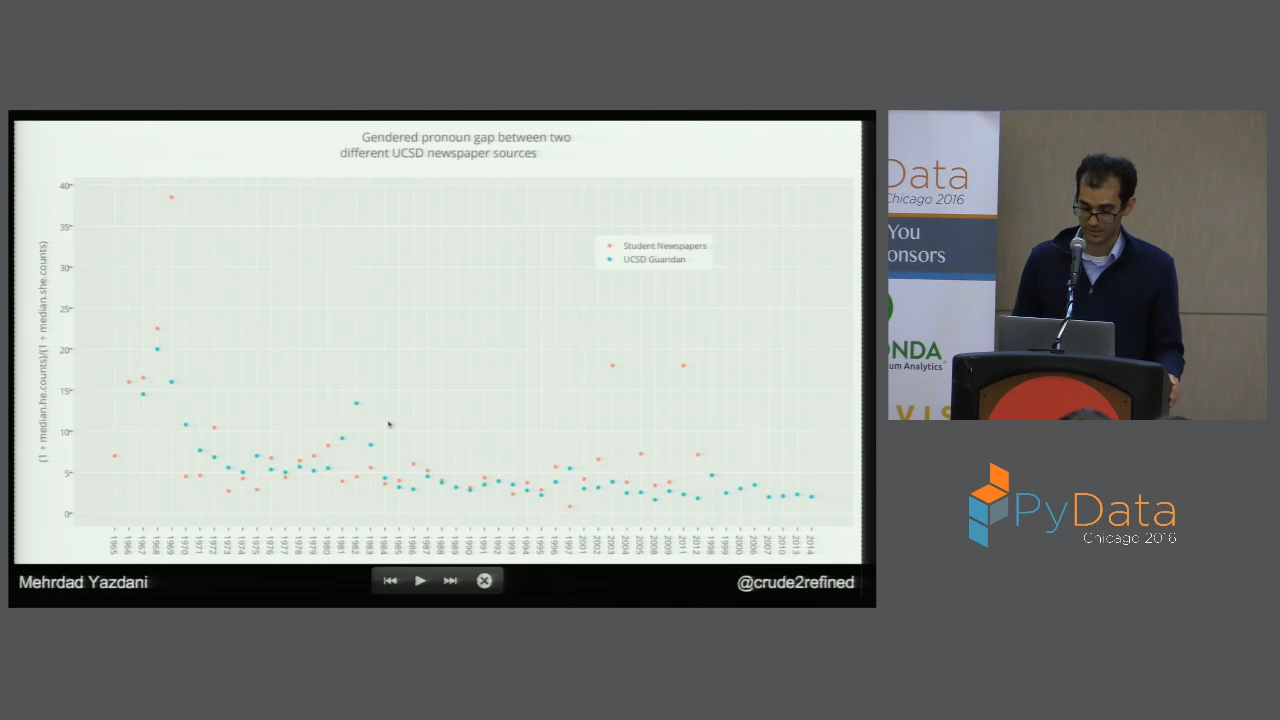 Gendered pronoun gap between two
different UCSD newspaper sources
(1 + median.he.counts)/(1 + median.she.counts)
40
35
30
25
20
15
10
5
0
Student Newspapers
UCSD Guaridan
1965 1966 1967 1968 1969 1970 1971 1972 1973 1974 1975 1976 1977 1978 1979 1980 1981 1982 1983 1984 1985 1986 1987 1988 1989 1990 1991 1992 1993 1994 1995 1996 1997 2001 2002 2003 2004 2005 2008 2009 2011 2012 1998 1999 2000 2006 2007 2010 2013 2014
Mehrdad Yazdani
@crude2refined
Data
Chicago 2016
You
onsors
NDA
um Analytics
VIS
PyData
Chicago 2016